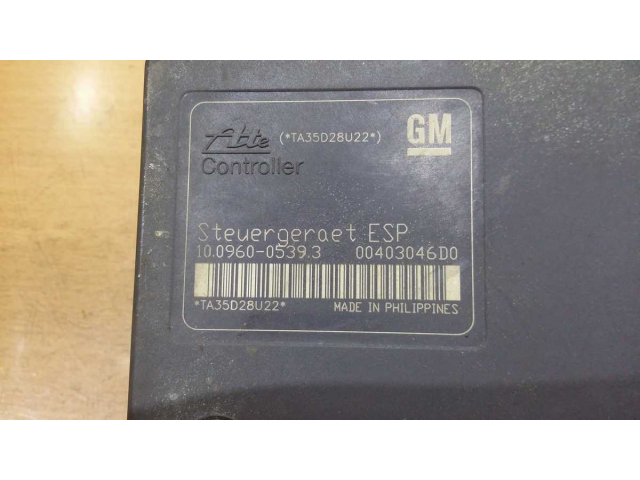 Ate (*TA35D28U22*) GM
Controller
Steuergeraet ESP
10.0960-0539.3 00403046D0
*TA35D28U22* MADE IN PHILIPPINES